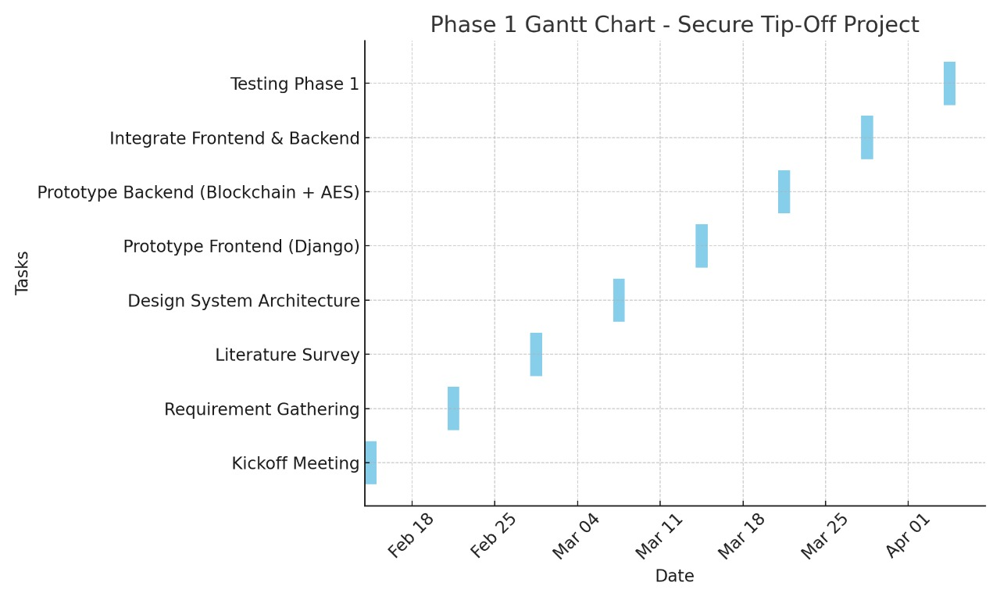 Phase 1 Gantt Chart - Secure Tip-Off Project
Testing Phase 1
Integrate Frontend & Backend
Prototype Backend (Blockchain + AES)
Prototype Frontend (Django)
Design System Architecture
Literature Survey
Requirement Gathering
Kickoff Meeting
Tasks
Feb 18
Feb 25
Mar 04
Mar 11
Mar 18
Mar 25
Apr 01
Date